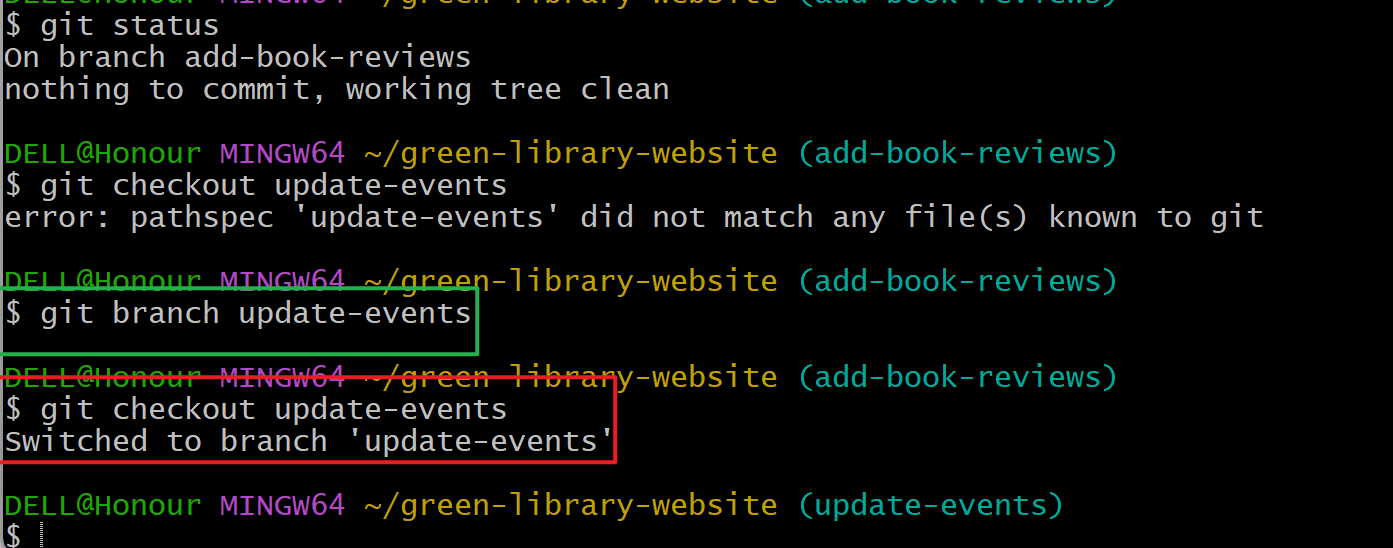 DELL@Honour MINGW64 ~/green-library-website (add-book-reviews)
$ git status
On branch add-book-reviews
nothing to commit, working tree clean
DELL@Honour MINGW64 ~/green-library-website (add-book-reviews)
$ git checkout update-events
error: pathspec 'update-events' did not match any file(s) known to git
DELL@Honour MINGW64 ~/green-library-website (add-book-reviews)
$ git branch update-events
DELL@Honour MINGW64 ~/green-library-website (add-book-reviews)
$ git checkout update-events
Switched to branch 'update-events'
DELL@Honour MINGW64 ~/green-library-website (update-events)
$